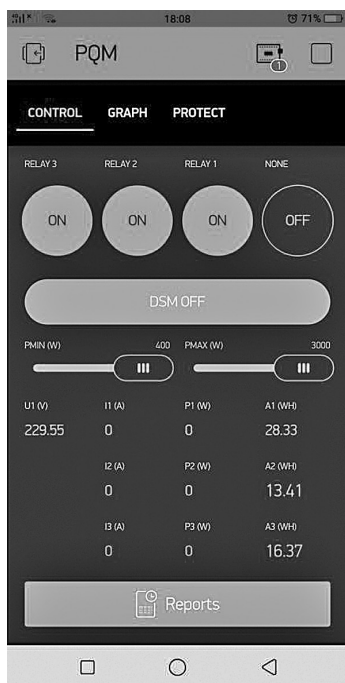 18:08
71%
PQM
1
CONTROL GRAPH PROTECT
RELAY 3 RELAY 2 RELAY 1 NONE
ON ON ON OFF
DSM OFF
PMIN (W) 400 PMAX (W) 3000
U1 (V) I1 (A) P1 (W) A1 (WH)
229.55 0 0 28.33
I2 (A) P2 (W) A2 (WH)
0 0 13.41
I3 (A) P3 (W) A3 (WH)
0 0 16.37
Reports